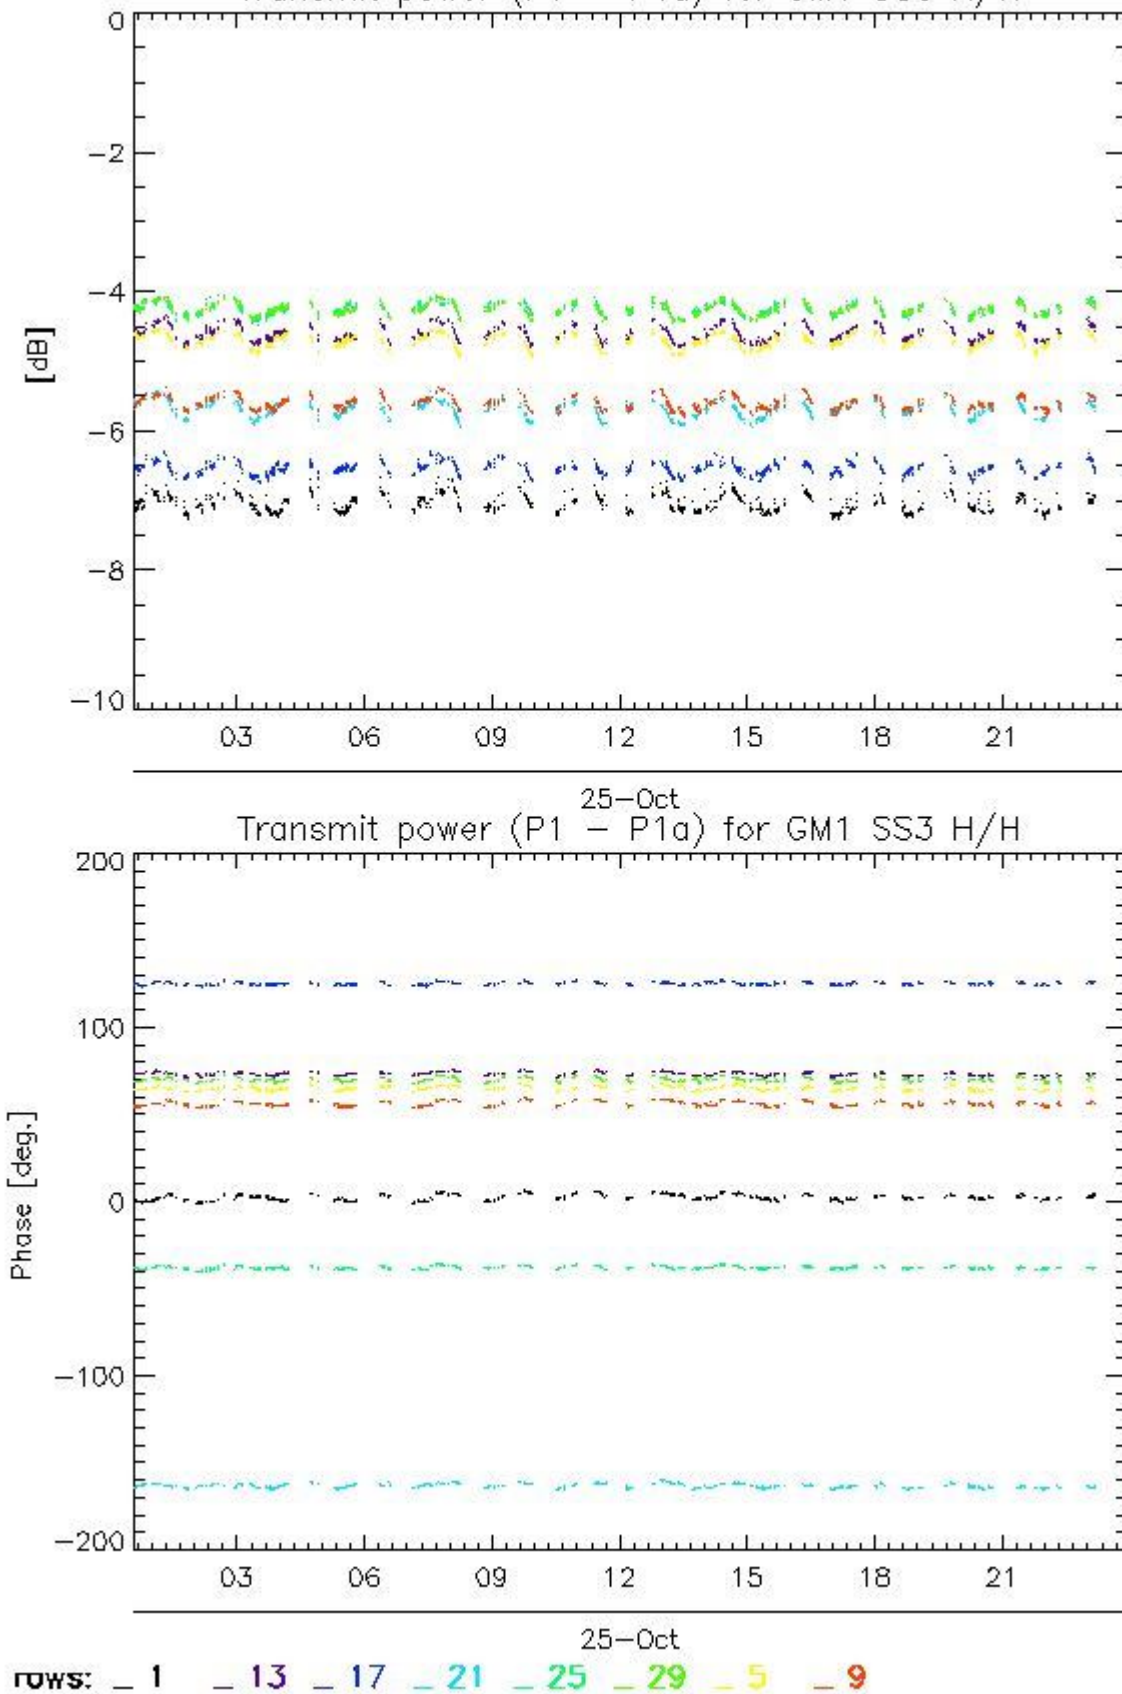 0
-2
-4
[dB]
-6
-8
-10
03 06 09 12 15 18 21
25-Oct
Transmit power (P1 - P1a) for GM1 SS3 H/H
200
100
Phase [deg.]
0
-100
-200
03 06 09 12 15 18 21
25-Oct
rows: _ 1 _ 13 _ 17 _ 21 _ 25 _ 29 _ 5 _ 9